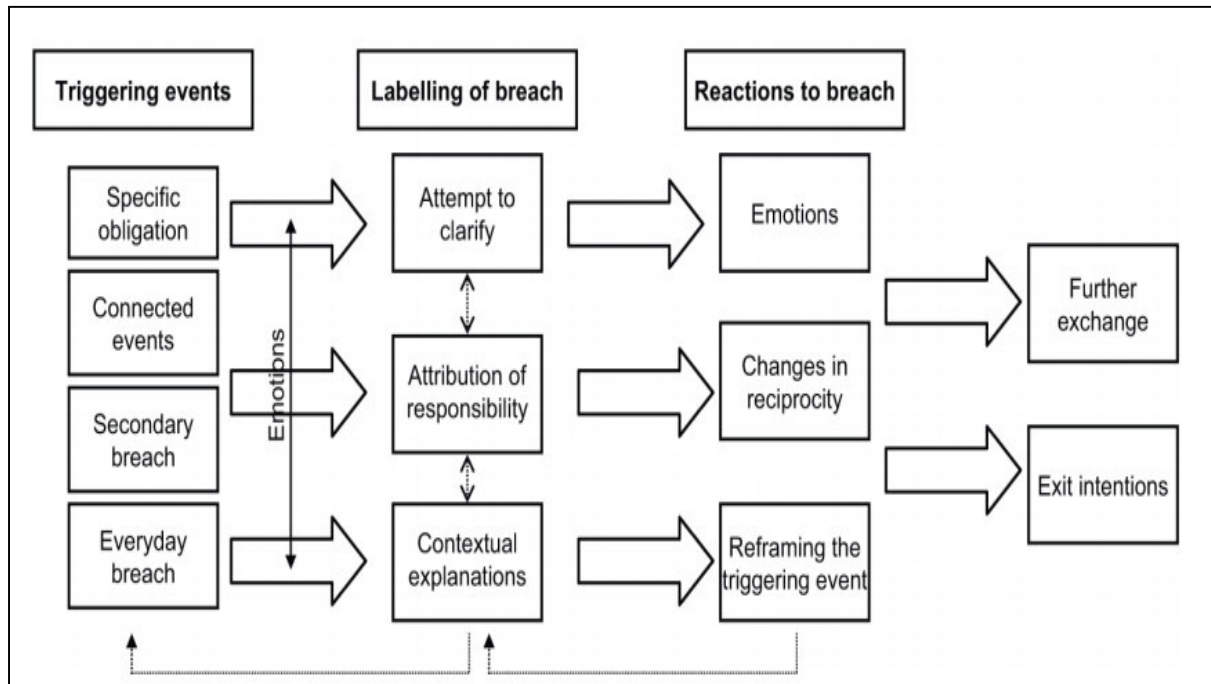 Triggering events
Labelling of breach
Reactions to breach
Specific
obligation
Connected
events
Secondary
breach
Everyday
breach
Emotions
Attempt to
clarify
Attribution of
responsibility
Contextual
explanations
Emotions
Changes in
reciprocity
Reframing the
triggering event
Further
exchange
Exit intentions